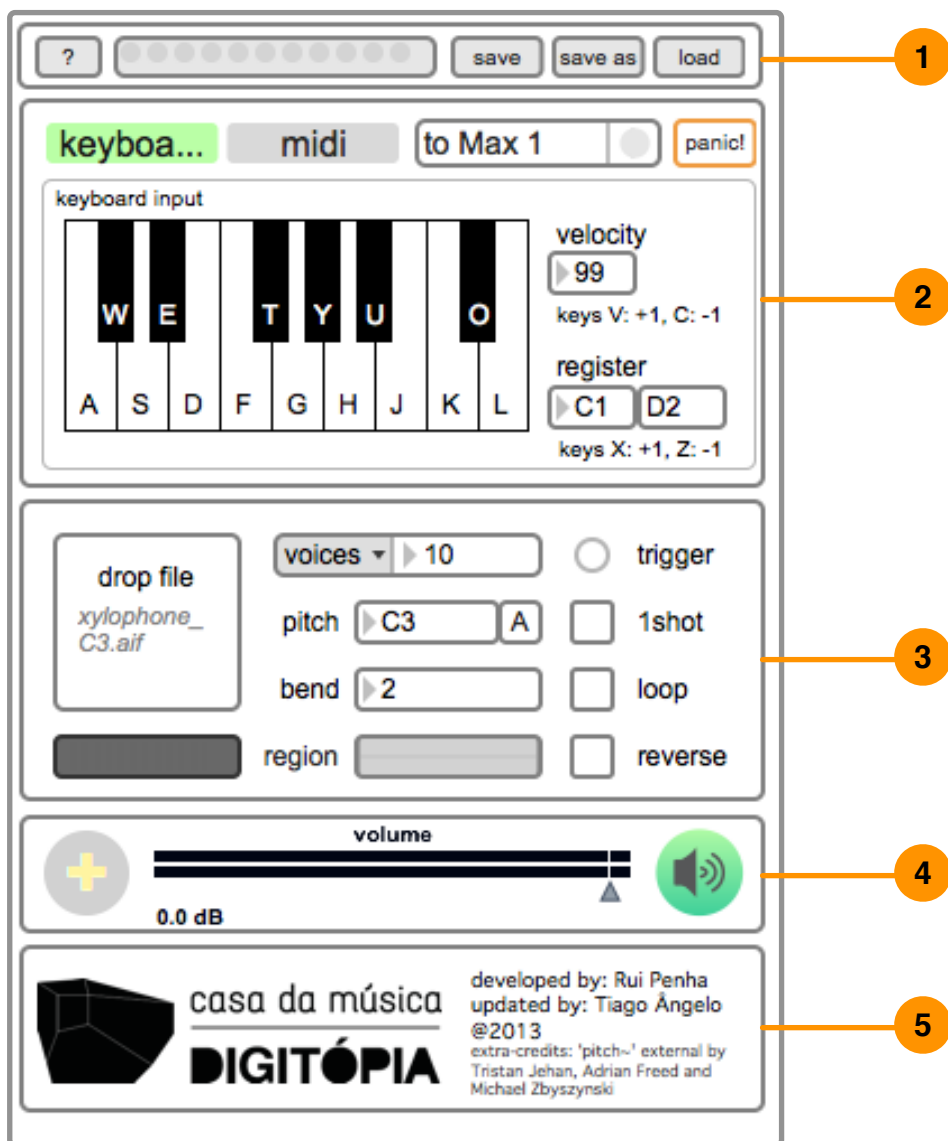 ?
save
save as
load
1
keyboa...
midi
to Max 1
panic!
keyboard input
W E T Y U O
A S D F G H J K L
velocity
99
keys V: +1, C: -1
register
C1 D2
keys X: +1, Z: -1
2
drop file
xylophone_
C3.aif
voices 10
trigger
pitch C3 A
1shot
bend 2
loop
region
reverse
3
volume
0.0 dB
4
casa da música
DIGITÓPIA
developed by: Rui Penha
updated by: Tiago Ângelo
@2013
extra-credits: 'pitch~' external by
Tristan Jehan, Adrian Freed and
Michael Zbyszynski
5